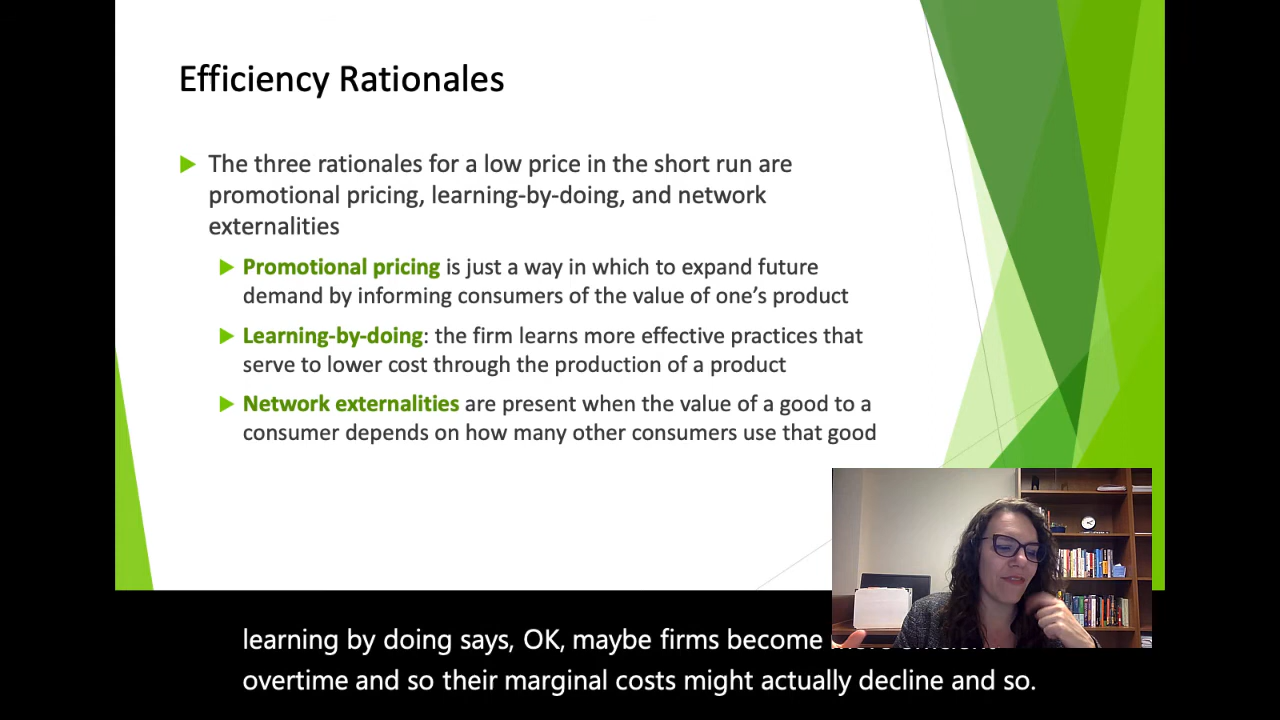 Efficiency Rationales
The three rationales for a low price in the short run are
promotional pricing, learning-by-doing, and network
externalities
Promotional pricing is just a way in which to expand future
demand by informing consumers of the value of one’s product
Learning-by-doing: the firm learns more effective practices that
serve to lower cost through the production of a product
Network externalities are present when the value of a good to a
consumer depends on how many other consumers use that good
learning by doing says, OK, maybe firms become
overtime and so their marginal costs might actually decline and so.